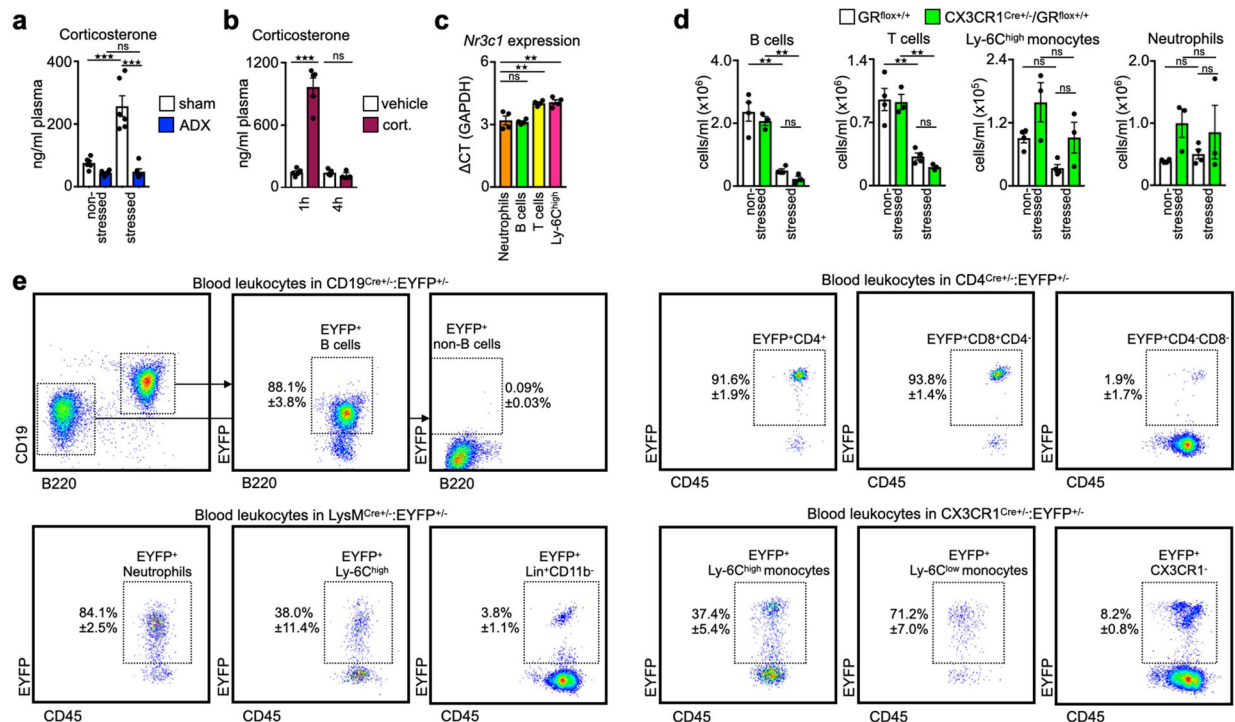 a
Corticosterone
ns
★★★
★★★
ng/ml plasma
400
200
0
sham
ADX
non-
stressed
stressed
b
Corticosterone
★★★
ns
ng/ml plasma
1200
600
0
vehicle
cort.
1h
4h
c
Nr3c1 expression
★★
★★
ns
ΔCT (GAPDH)
6
3
0
Neutrophils
B cells
T cells
Ly-6Chigh
d
GRflox+/+
CX3CR1Cre+/-/GRflox+/+
B cells
★★
★★
ns
cells/ml (x10⁶)
4
2
0
non-
stressed
stressed
T cells
★★
★★
ns
cells/ml (x10⁶)
1.4
0.7
0
non-
stressed
stressed
Ly-6Chigh monocytes
ns
ns
ns
cells/ml (x10⁵)
2.4
1.2
0
non-
stressed
stressed
Neutrophils
ns
ns
ns
cells/ml (x10⁶)
2.0
1.0
0
non-
stressed
stressed
e
Blood leukocytes in CD19Cre+/-:EYFP+/-
CD19
B220
EYFP+
B cells
88.1%
±3.8%
EYFP
B220
EYFP+
non-B cells
0.09%
±0.03%
EYFP
B220
Blood leukocytes in CD4Cre+/-:EYFP+/-
EYFP+CD4+
91.6%
±1.9%
EYFP
CD45
EYFP+CD8+CD4-
93.8%
±1.4%
EYFP
CD45
EYFP+CD4-CD8-
1.9%
±1.7%
EYFP
CD45
Blood leukocytes in LysMCre+/-:EYFP+/-
EYFP+
Neutrophils
84.1%
±2.5%
EYFP
CD45
EYFP+
Ly-6Chigh
38.0%
±11.4%
EYFP
CD45
EYFP+
Lin+CD11b-
3.8%
±1.1%
EYFP
CD45
Blood leukocytes in CX3CR1Cre+/-:EYFP+/-
EYFP+
Ly-6Chigh monocytes
37.4%
±5.4%
EYFP
CD45
EYFP+
Ly-6Clow monocytes
71.2%
±7.0%
EYFP
CD45
EYFP+
CX3CR1-
8.2%
±0.8%
EYFP
CD45